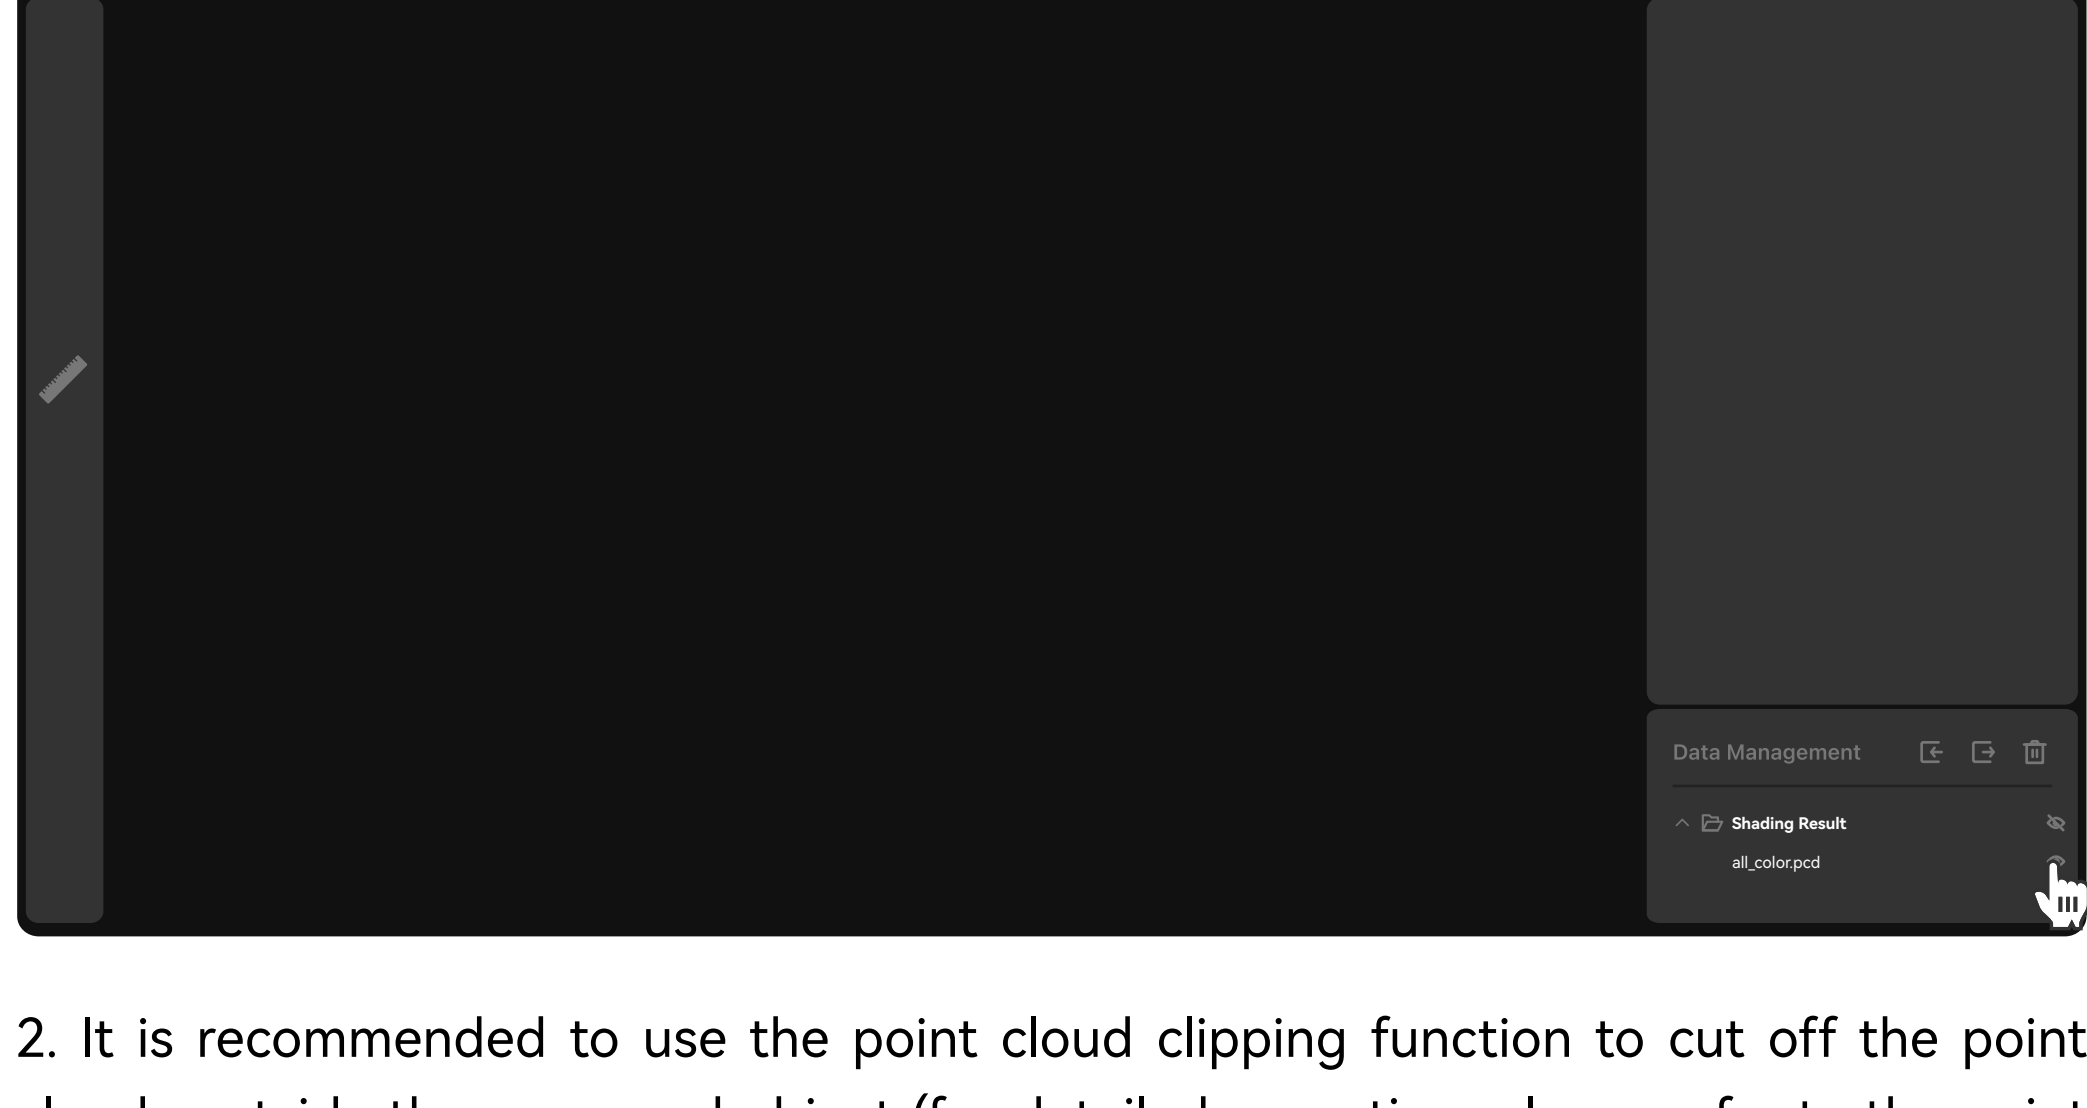 Data Management
Shading Result
all_color.pcd
2. It is recommended to use the point cloud clipping function to cut off the point